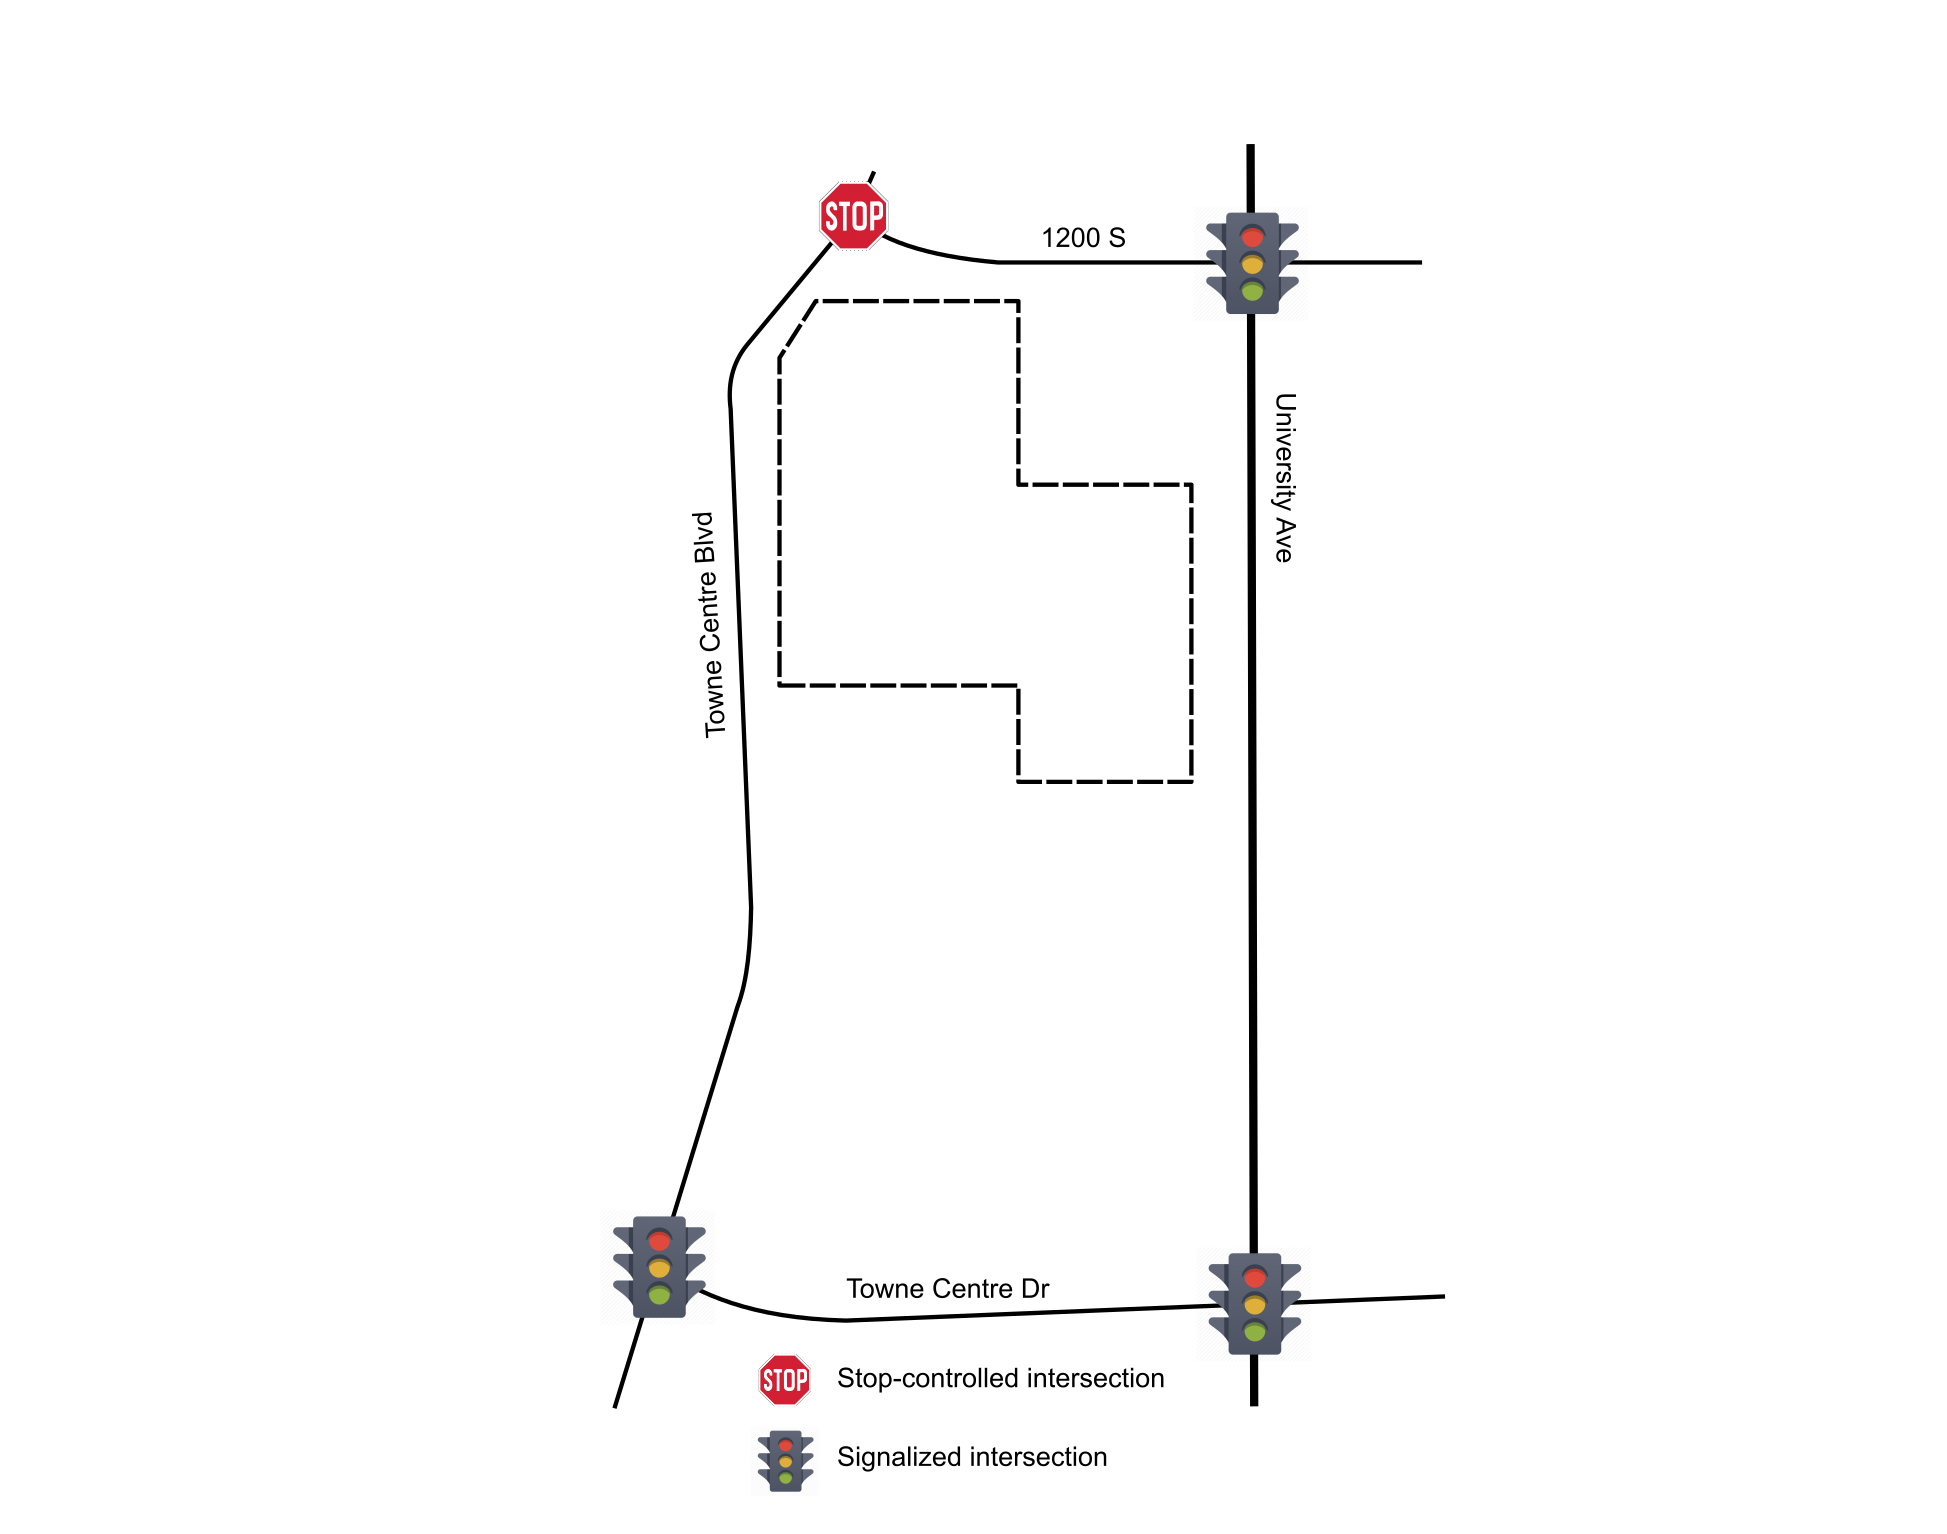 STOP
1200 S
University Ave
Towne Centre Blvd
Towne Centre Dr
STOP Stop-controlled intersection
Signalized intersection